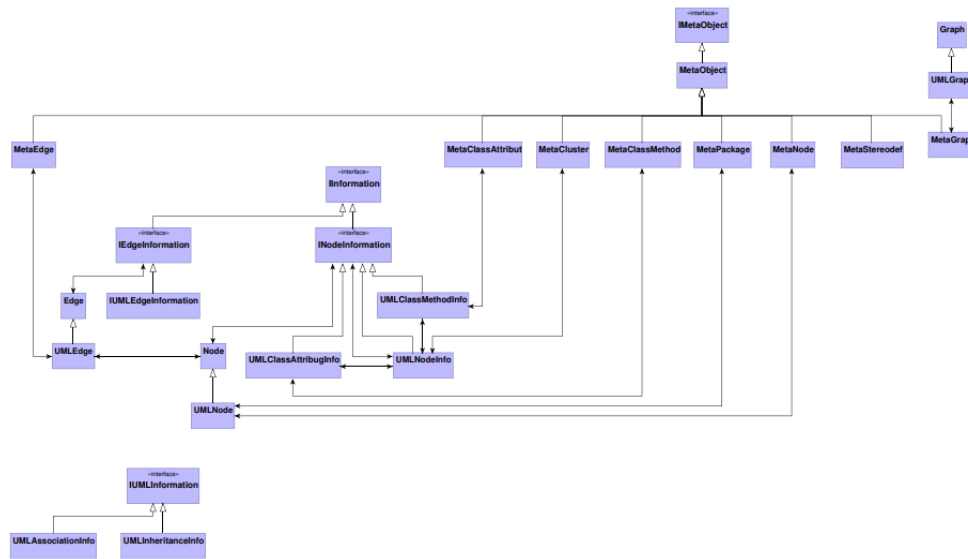 «interface»
IMetaObject
Graph
MetaObject
UMLGrap
MetaEdge
MetaClassAttribut
MetaCluster
MetaClassMethod
MetaPackage
MetaNode
MetaStereodef
MetaGrap
«interface»
IInformation
«interface»
IEdgeInformation
«interface»
INodeInformation
Edge
IUMLEdgeInformation
UMLClassMethodInfo
UMLEdge
Node
UMLClassAttribugInfo
UMLNodeInfo
UMLNode
«interface»
IUMLInformation
UMLAssociationInfo
UMLInheritanceInfo